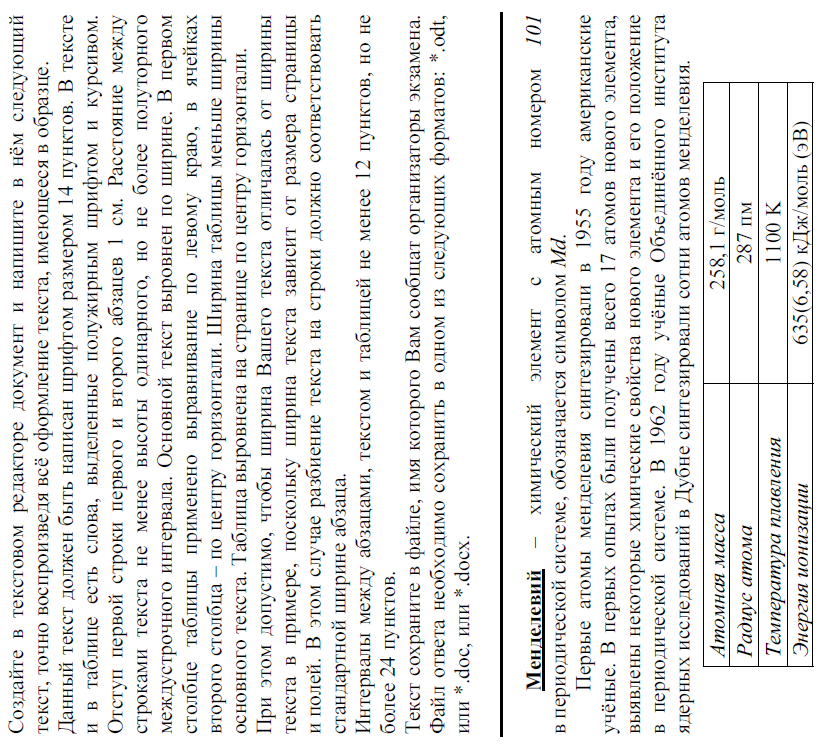 Создайте в текстовом редакторе документ и напишите в нём следующий
текст, точно воспроизведя всё оформление текста, имеющееся в образце.
Данный текст должен быть написан шрифтом размером 14 пунктов. В тексте
и в таблице есть слова, выделенные полужирным шрифтом и курсивом.
Отступ первой строки первого и второго абзацев 1 см. Расстояние между
строками текста не менее высоты одинарного, но не более полуторного
междустрочного интервала. Основной текст выровнен по ширине. В первом
столбце таблицы применено выравнивание по левому краю, в ячейках
второго столбца – по центру горизонтали. Ширина таблицы меньше ширины
основного текста. Таблица выровнена на странице по центру горизонтали.
При этом допустимо, чтобы ширина Вашего текста отличалась от ширины
текста в примере, поскольку ширина текста зависит от размера страницы
и полей. В этом случае разбиение текста на строки должно соответствовать
стандартной ширине абзаца.
Интервалы между абзацами, текстом и таблицей не менее 12 пунктов, но не
более 24 пунктов.
Текст сохраните в файле, имя которого Вам сообщат организаторы экзамена.
Файл ответа необходимо сохранить в одном из следующих форматов: *.odt,
или *.doc, или *.docx.
Менделевий – химический элемент с атомным номером 101
в периодической системе, обозначается символом Md.
Первые атомы менделевия синтезировали в 1955 году американские
учёные. В первых опытах были получены всего 17 атомов нового элемента,
выявлены некоторые химические свойства нового элемента и его положение
в периодической системе. В 1962 году учёные Объединённого института
ядерных исследований в Дубне синтезировали сотни атомов менделевия.
Атомная масса 258,1 г/моль
Радиус атома 287 пм
Температура плавления 1100 К
Энергия ионизации 635(6,58) кДж/моль (эВ)